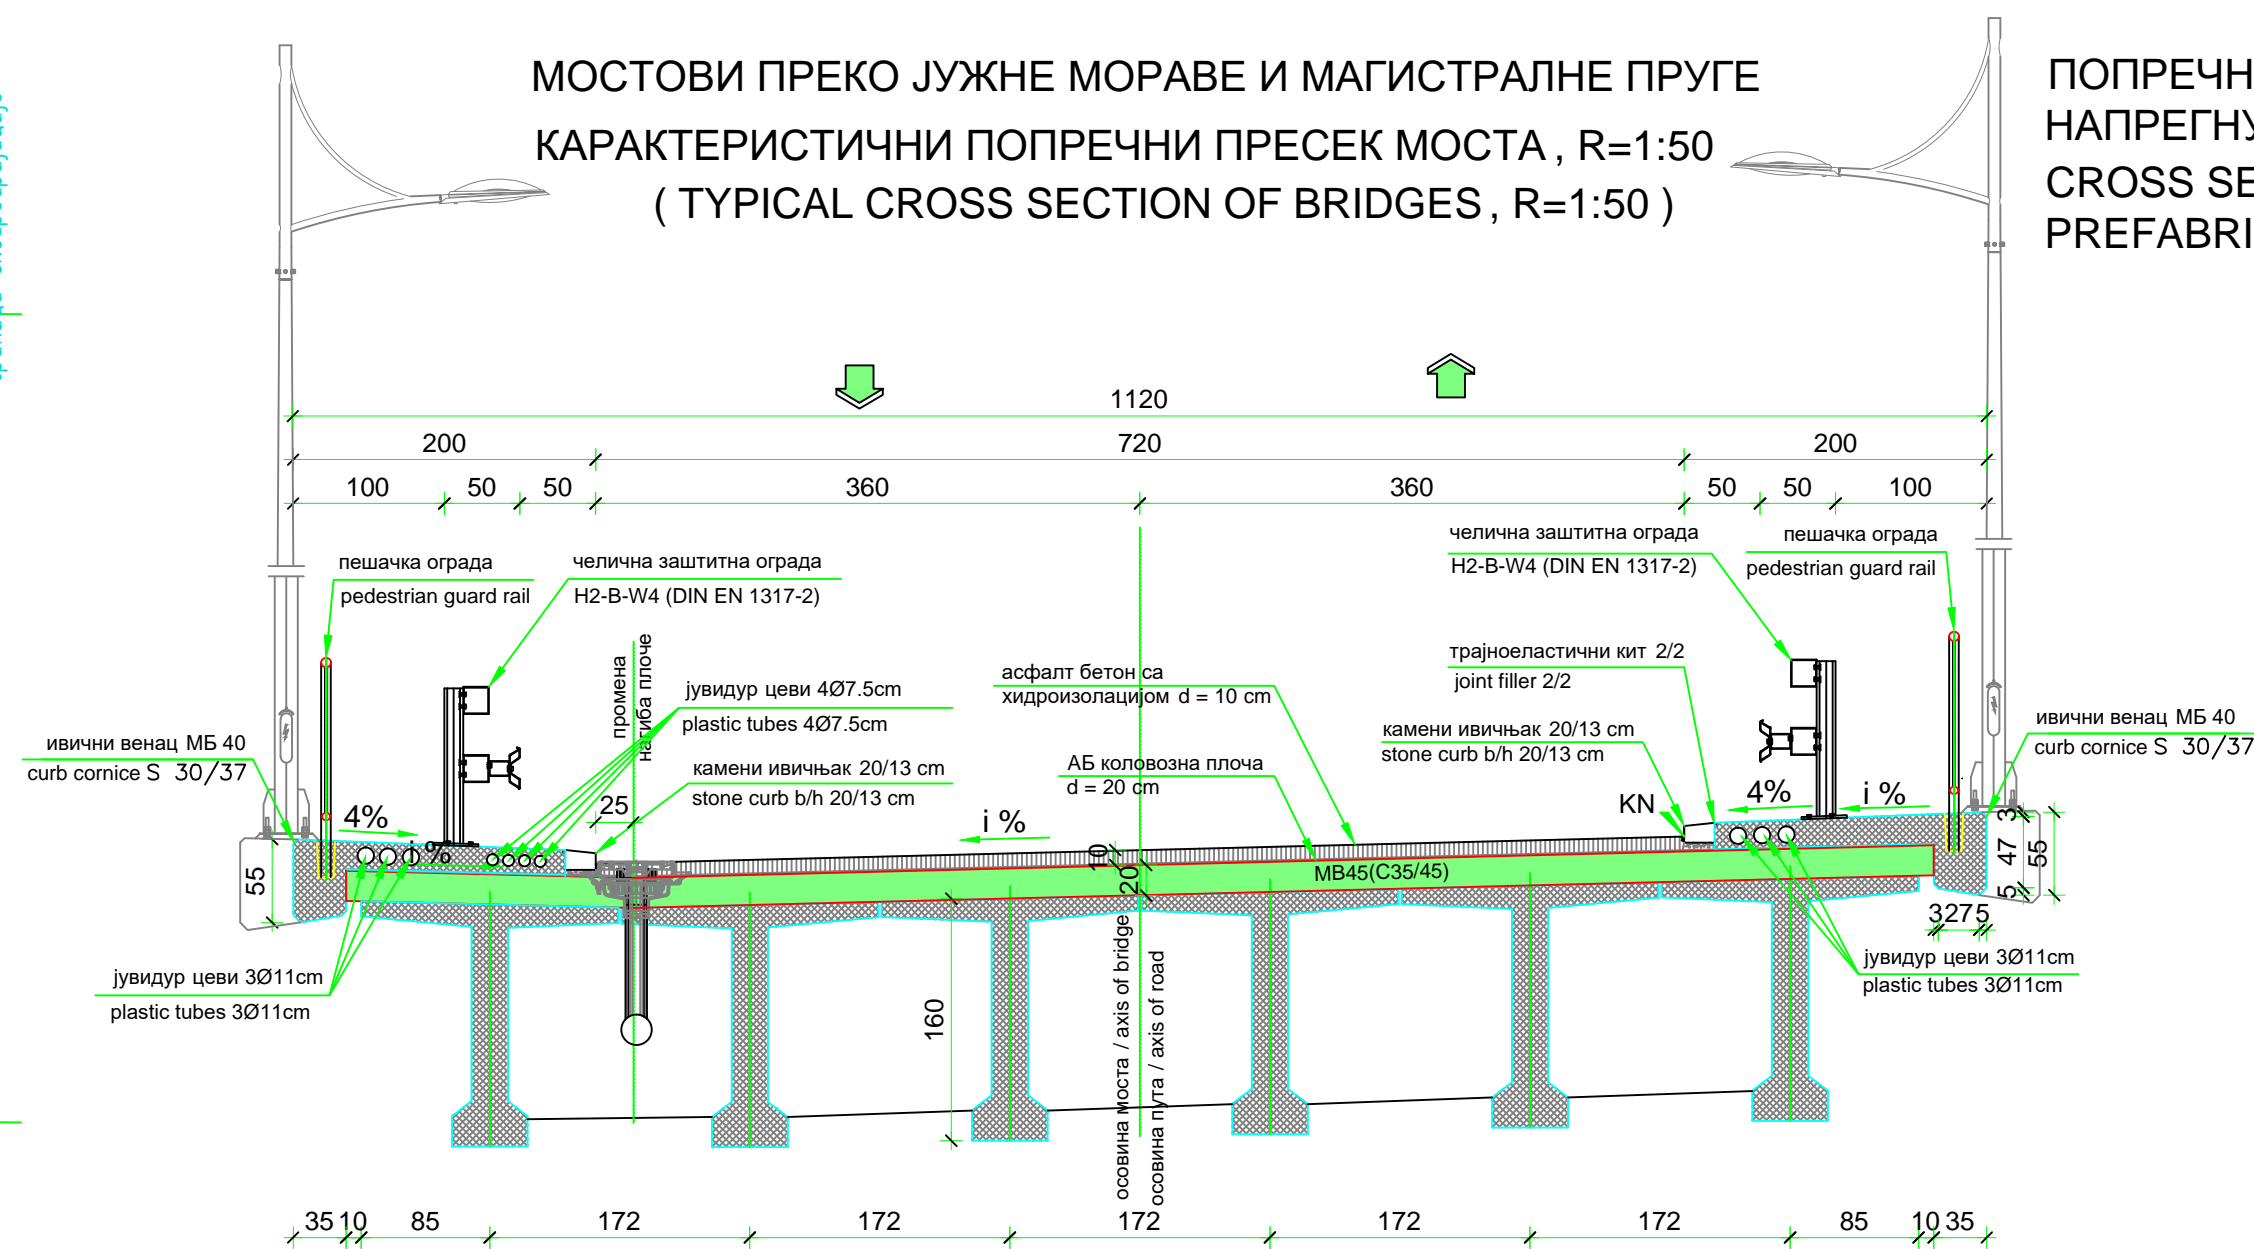 МОСТОВИ ПРЕКО ЈУЖНЕ МОРАВЕ И МАГИСТРАЛНЕ ПРУГЕ
КАРАКТЕРИСТИЧНИ ПОПРЕЧНИ ПРЕСЕК МОСТА , R=1:50
( TYPICAL CROSS SECTION OF BRIDGES , R=1:50 )
ПОПРЕЧН
НАПРЕГНУ
CROSS SE
PREFABRI
1120
200 720 200
100 50 50 360 360 50 50 100
пешачка ограда
pedestrian guard rail
челична заштитна ограда
H2-B-W4 (DIN EN 1317-2)
челична заштитна ограда
H2-B-W4 (DIN EN 1317-2)
пешачка ограда
pedestrian guard rail
промена
нагиба плоче
јувидур цеви 4Ø7.5cm
plastic tubes 4Ø7.5cm
асфалт бетон са
хидроизолацијом d = 10 cm
трајноеластични кит 2/2
joint filler 2/2
ивични венац МБ 40
curb cornice S 30/37
камени ивичњак 20/13 cm
stone curb b/h 20/13 cm
АБ коловозна плоча
d = 20 cm
камени ивичњак 20/13 cm
stone curb b/h 20/13 cm
ивични венац МБ 40
curb cornice S 30/37
4%
i %
25
i %
KN
4%
i %
10
20
MB45(C35/45)
55
3
47
5
55
3 27 5
јувидур цеви 3Ø11cm
plastic tubes 3Ø11cm
160
осовина моста / axis of bridge
осовина пута / axis of road
јувидур цеви 3Ø11cm
plastic tubes 3Ø11cm
35 10 85 172 172 172 172 172 85 10 35